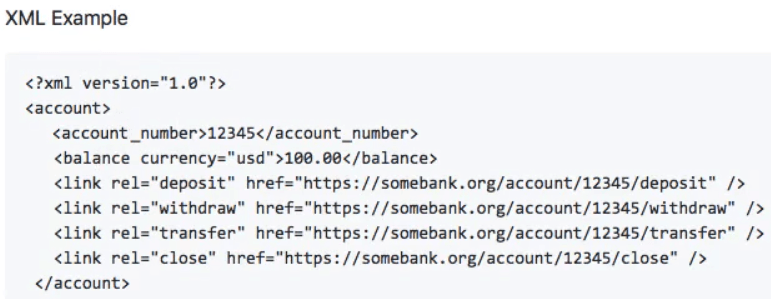 XML Example
<?xml version="1.0"?>
<account>
<account_number>12345</account_number>
<balance currency="usd">100.00</balance>
<link rel="deposit" href="https://somebank.org/account/12345/deposit" />
<link rel="withdraw" href="https://somebank.org/account/12345/withdraw" />
<link rel="transfer" href="https://somebank.org/account/12345/transfer" />
<link rel="close" href="https://somebank.org/account/12345/close" />
</account>